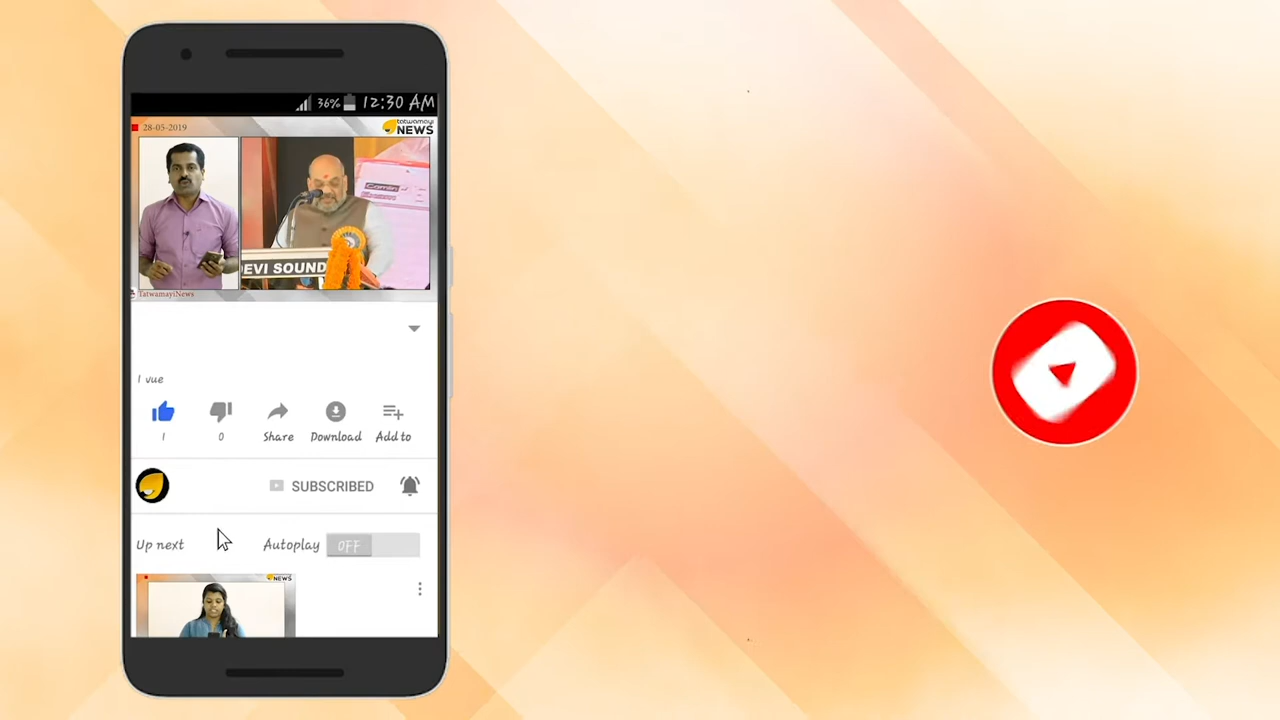 36% 12:30 AM
28-05-2019
tatwamayi
NEWS
DEVI SOUND
TatwamayiNews
1 vue
1
0
Share
Download
Add to
SUBSCRIBED
Up next
Autoplay
OFF
NEWS